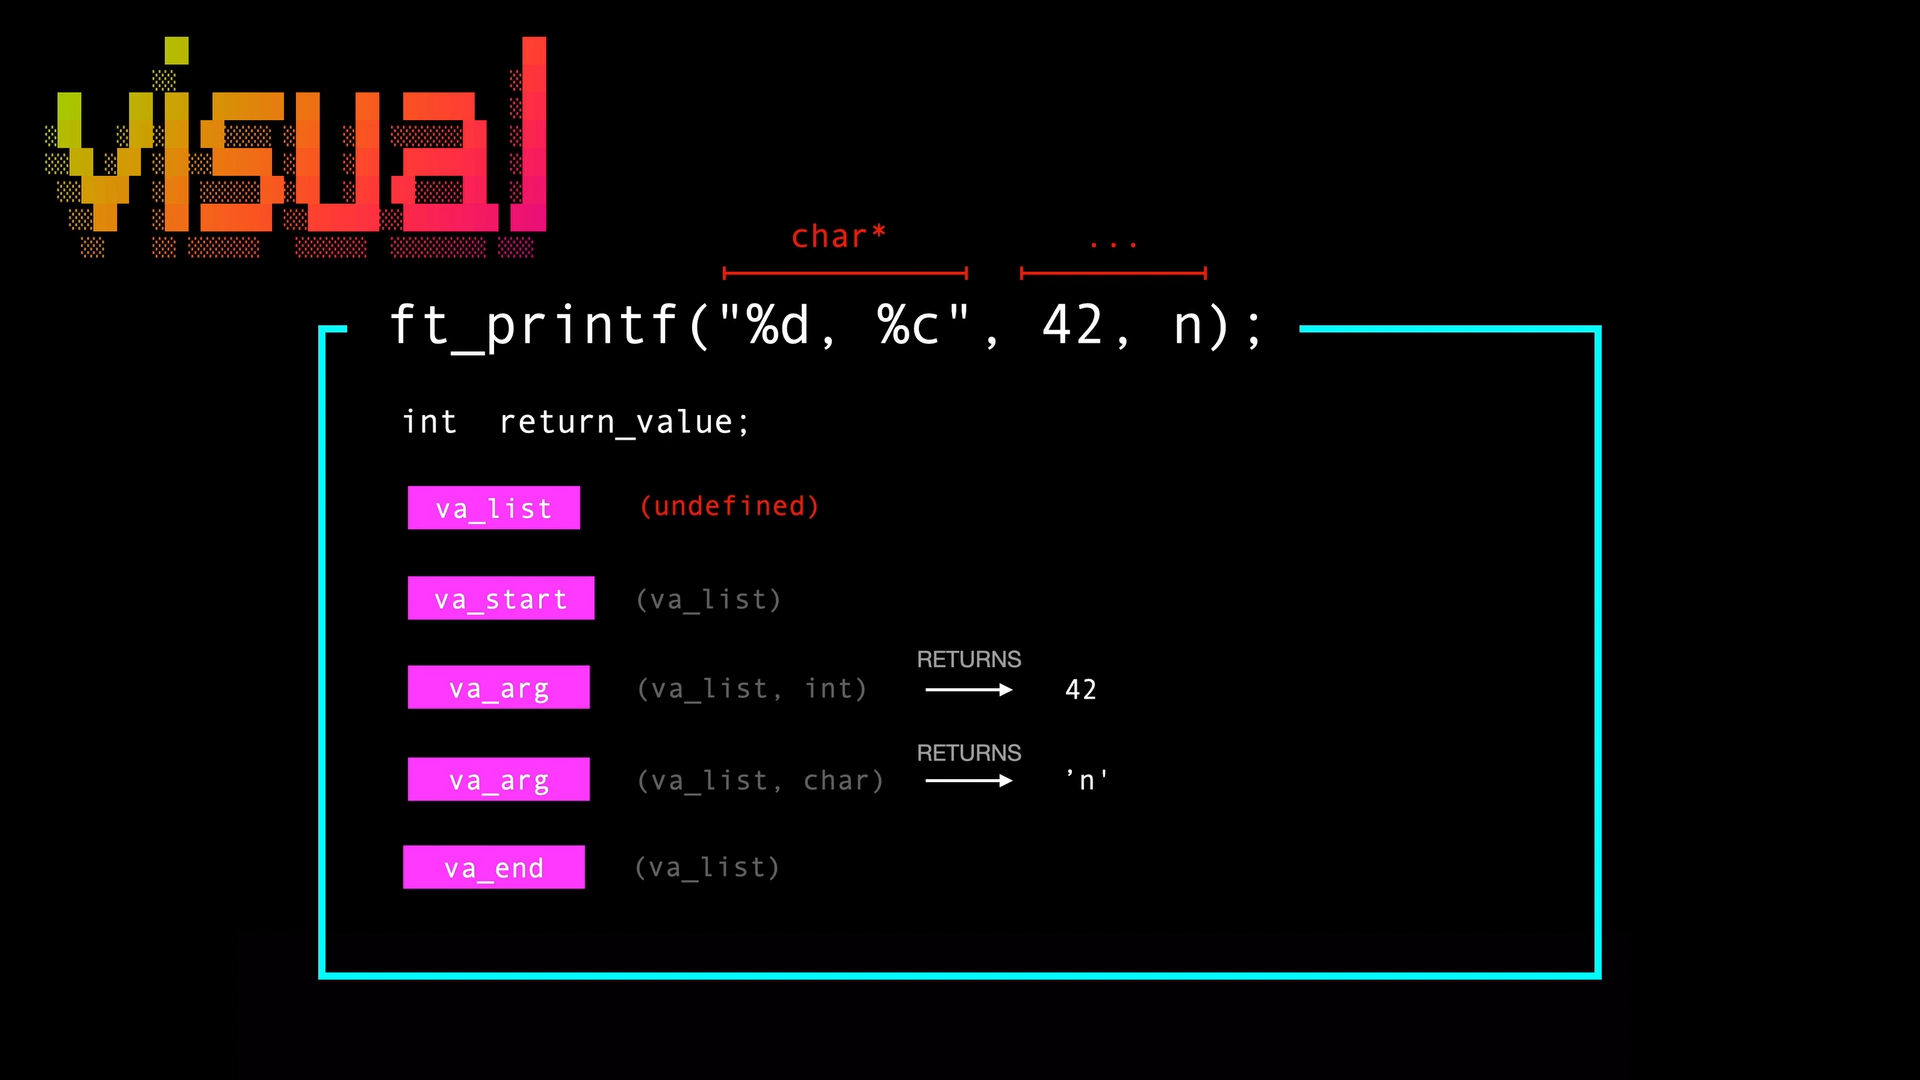 visual
char* ...
ft_printf("%d, %c", 42, n);
int return_value;
va_list (undefined)
va_start (va_list)
RETURNS
va_arg (va_list, int) 42
RETURNS
va_arg (va_list, char) ’n'
va_end (va_list)